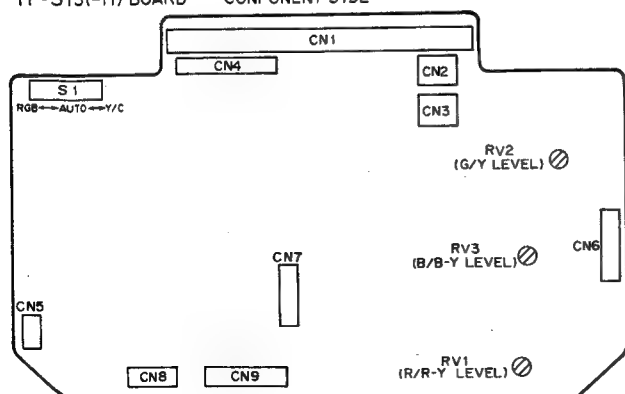 BOARD COMPONENT SIDE
CN1
CN4
CN2
S1
RGB↔AUTO↔Y/C
CN3
RV2
(G/Y LEVEL)
RV3
(B/B-Y LEVEL)
CN6
CN7
CN5
RV1
(R/R-Y LEVEL)
CN8
CN9